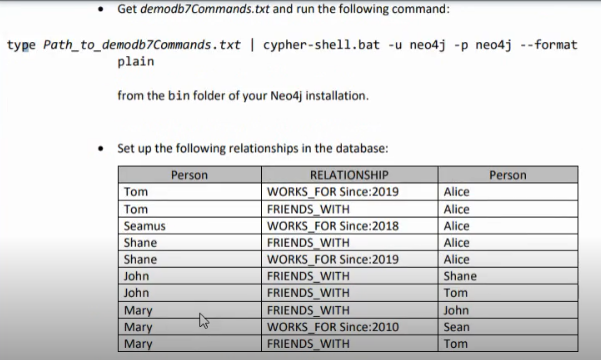 • Get demodb7Commands.txt and run the following command:
type Path_to_demodb7Commands.txt | cypher-shell.bat -u neo4j -p neo4j --format
plain
from the bin folder of your Neo4j installation.
• Set up the following relationships in the database:
Person RELATIONSHIP Person
Tom WORKS_FOR Since:2019 Alice
Tom FRIENDS_WITH Alice
Seamus WORKS_FOR Since:2018 Alice
Shane FRIENDS_WITH Alice
Shane WORKS_FOR Since:2019 Alice
John FRIENDS_WITH Shane
John FRIENDS_WITH Tom
Mary FRIENDS_WITH John
Mary WORKS_FOR Since:2010 Sean
Mary FRIENDS_WITH Tom